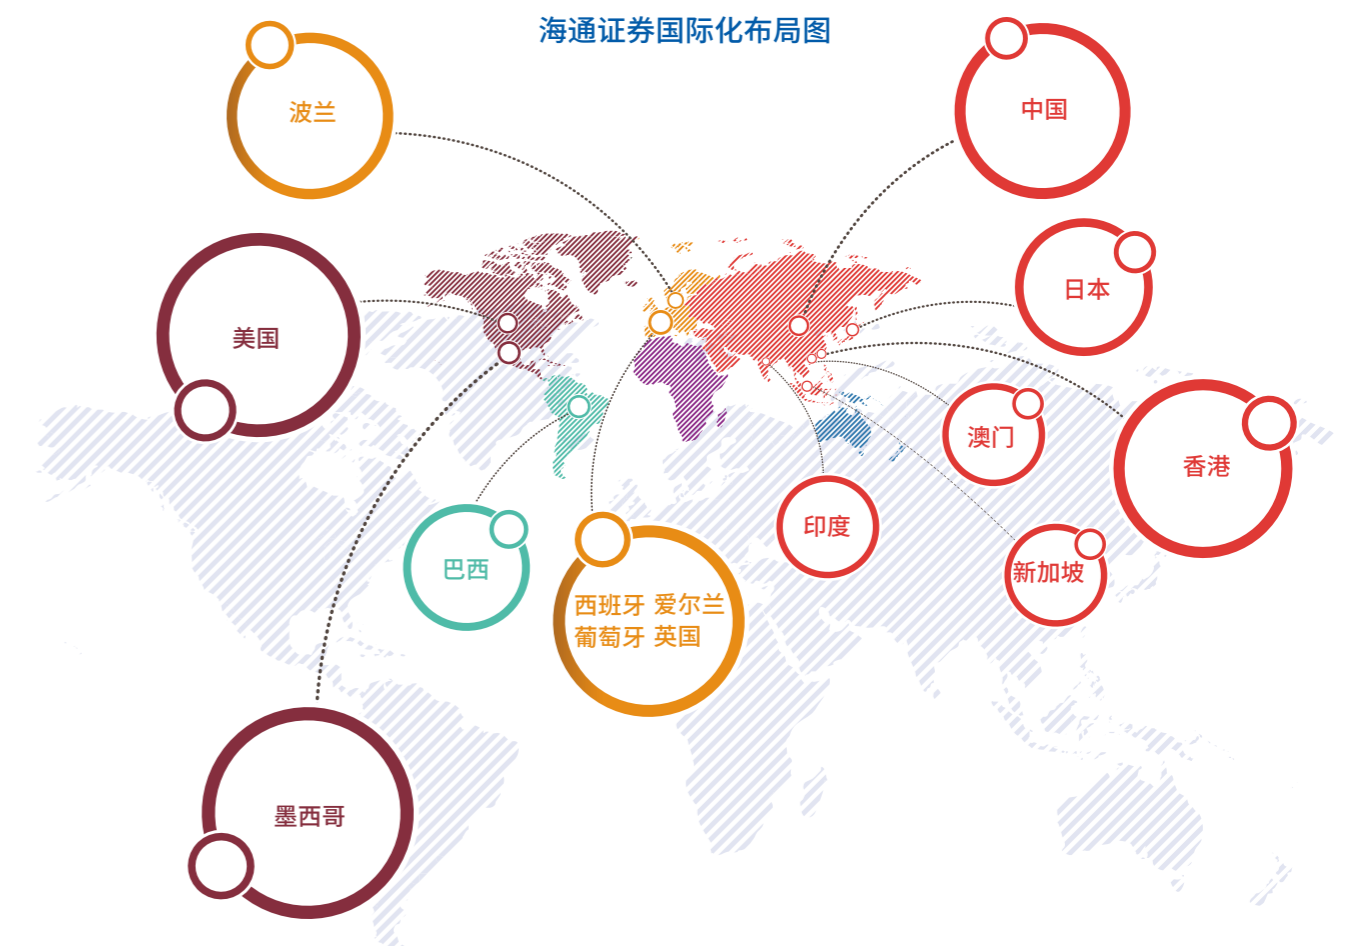 海通证券国际化布局图
波兰
中国
日本
美国
澳门
香港
印度
巴西
新加坡
西班牙 爱尔兰
葡萄牙 英国
墨西哥